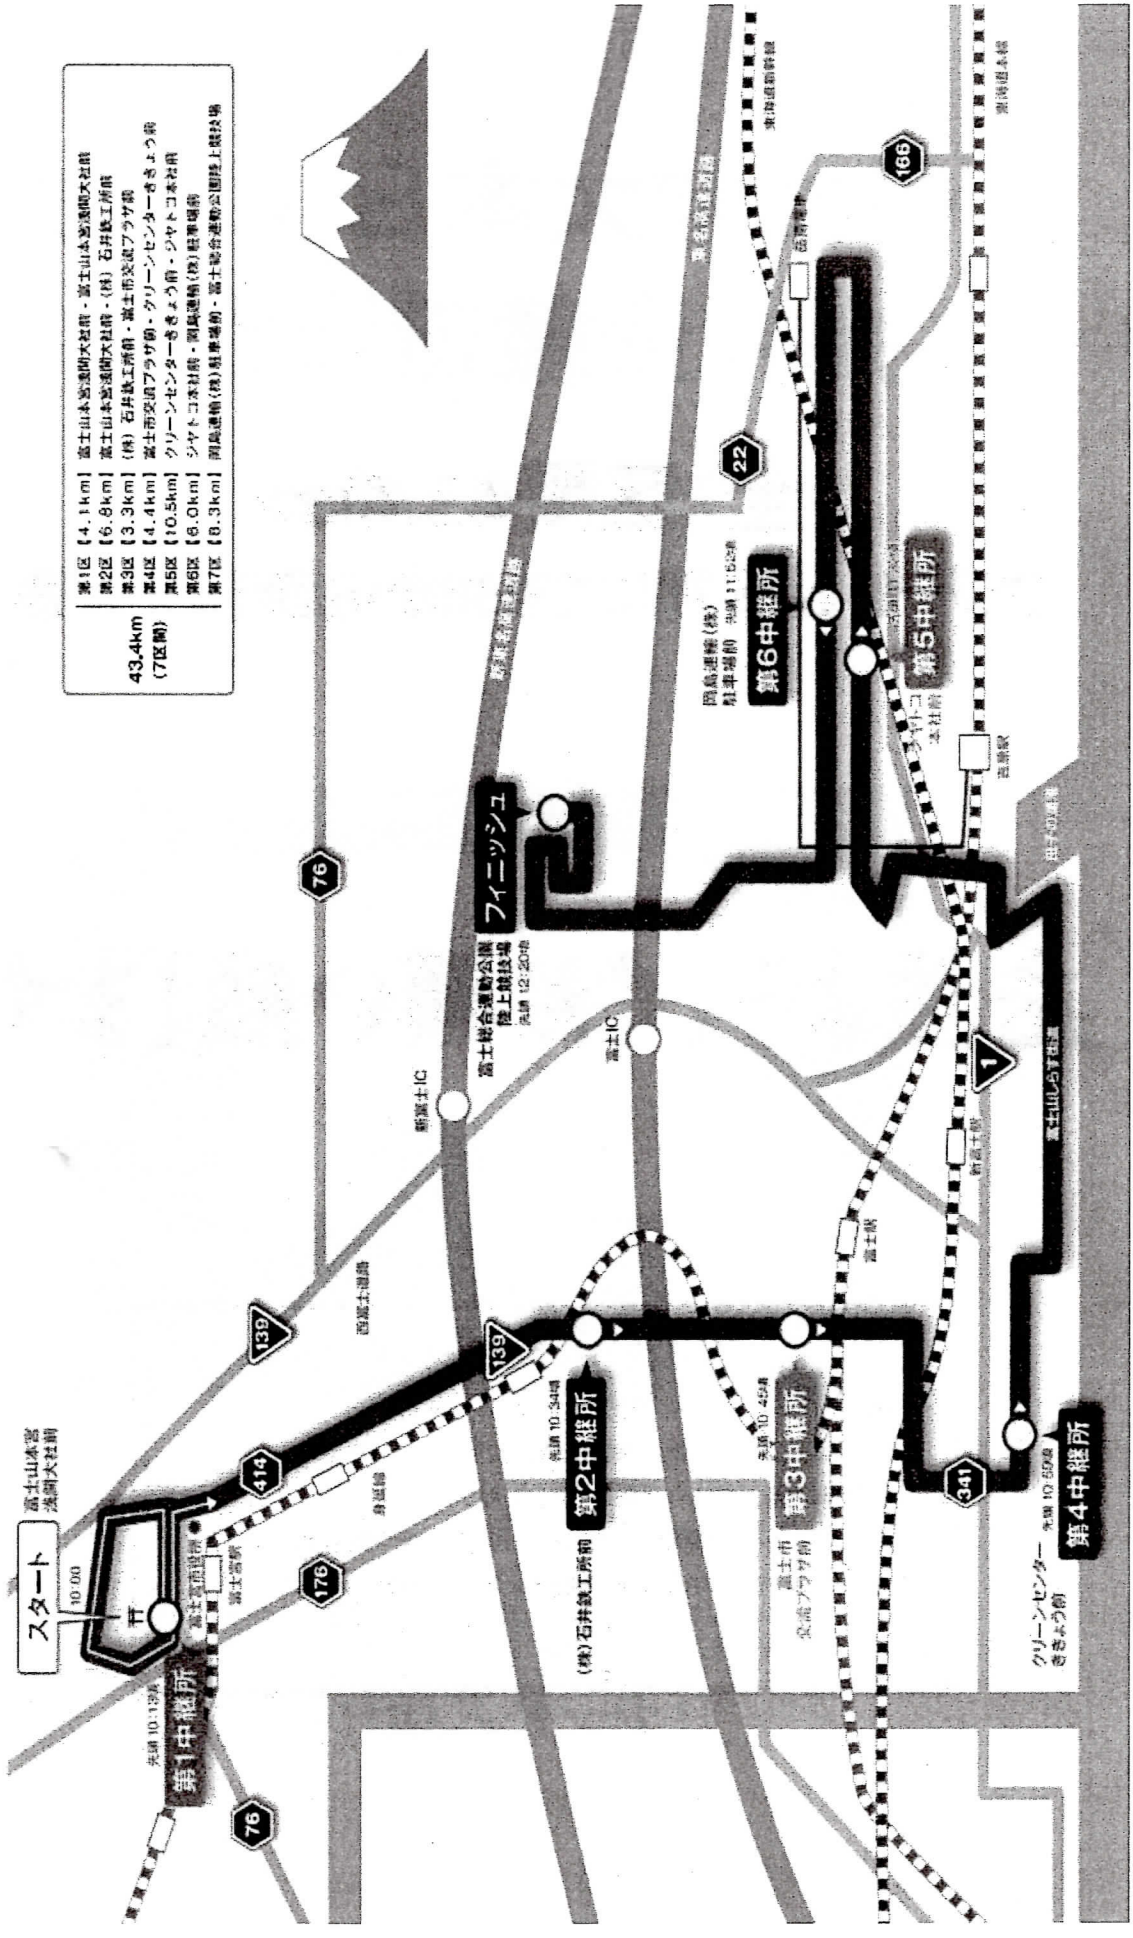 43.4km
(7区間)
第1区 【4.1km】 富士山本宮浅間大社前-富士山本宮浅間大社前
第2区 【6.8km】 富士山本宮浅間大社前-(株)石井鉄工所前
第3区 【3.3km】 (株)石井鉄工所前-富士市交流プラザ前
第4区 【4.4km】 富士市交流プラザ前-クリーンセンターききょう前
第5区 【10.5km】 クリーンセンターききょう前-ジヤトコ本社前
第6区 【6.0km】 ジヤトコ本社前-岡島運輸(株)駐車場前
第7区 【8.3km】 岡島運輸(株)駐車場前-富士総合運動公園陸上競技場
スタート
富士山本宮
浅間大社前
10:00
先頭 10:13頃
第1中継所
富士宮市役所
富士宮駅
76
176
414
身延線
139
西富士道路
139
76
新富士IC
新東名高速道路
富士総合運動公園
陸上競技場
先頭 12:20頃
フィニッシュ
22
東名高速道路
富士IC
先頭 10:34頃
第2中継所
(株)石井鉄工所前
東海道新幹線
岡島運輸(株)
駐車場前 先頭 11:52頃
第6中継所
岳南電車
166
先頭 10:45頃
第3中継所
富士市
交流プラザ前
富士駅
第5中継所
ジヤトコ
本社前
新富士駅
1
吉原駅
東海道本線
341
田子の浦港
富士山しらす街道
先頭 10:59頃
第4中継所
クリーンセンター
ききょう前